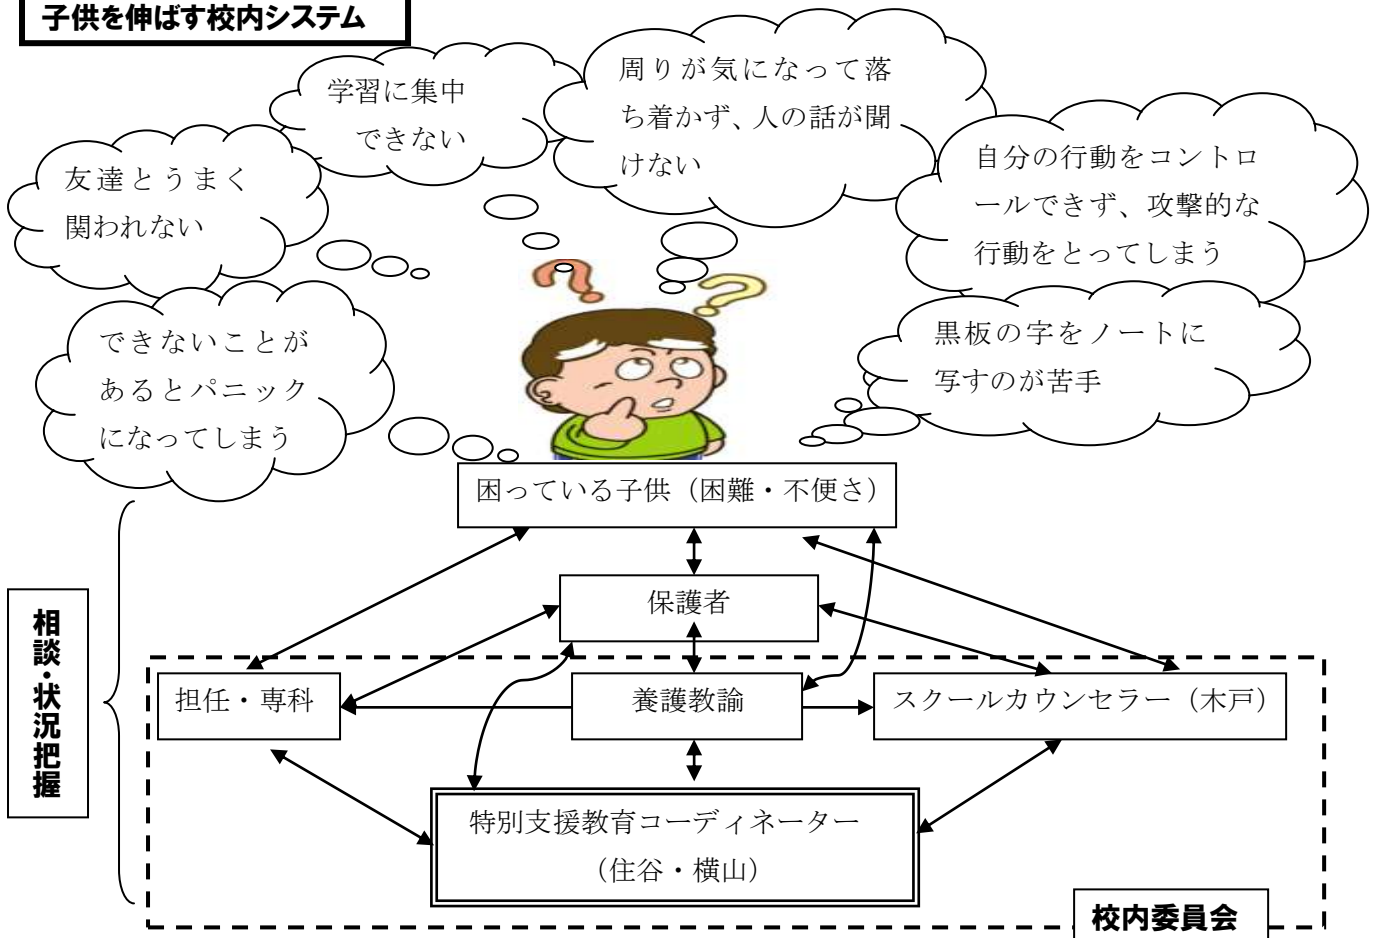 子供を伸ばす校内システム
学習に集中
できない
周りが気になって落
ち着かず、人の話が聞
けない
友達とうまく
関われない
自分の行動をコントロ
ールできず、攻撃的な
行動をとってしまう
できないことが
あるとパニック
になってしまう
黒板の字をノートに
写すのが苦手
困っている子供（困難・不便さ）
保護者
相談・状況把握
担任・専科
養護教諭
スクールカウンセラー（木戸）
特別支援教育コーディネーター
（住谷・横山）
校内委員会